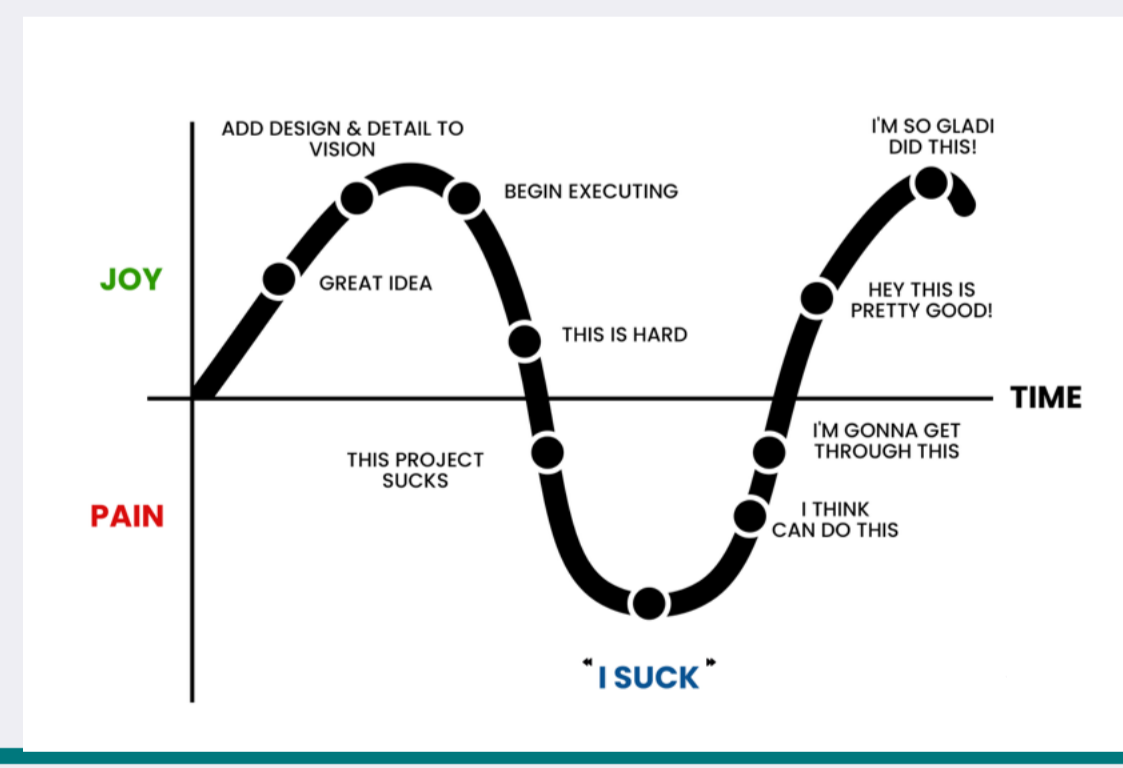 ADD DESIGN & DETAIL TO
VISION
BEGIN EXECUTING
JOY
GREAT IDEA
THIS IS HARD
THIS PROJECT
SUCKS
PAIN
"I SUCK"
I'M SO GLADI
DID THIS!
HEY THIS IS
PRETTY GOOD!
TIME
I'M GONNA GET
THROUGH THIS
I THINK
CAN DO THIS